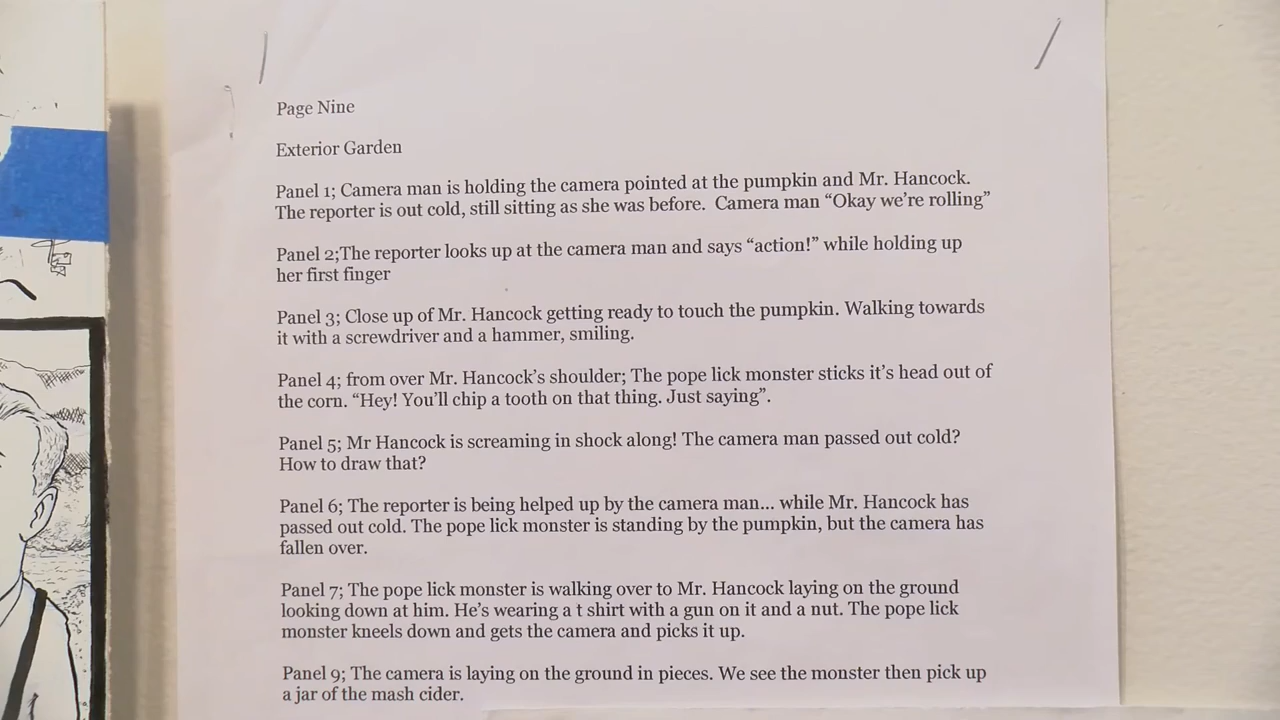 Page Nine
Exterior Garden
Panel 1; Camera man is holding the camera pointed at the pumpkin and Mr. Hancock.
The reporter is out cold, still sitting as she was before.  Camera man “Okay we’re rolling”
Panel 2;The reporter looks up at the camera man and says “action!” while holding up
her first finger
Panel 3; Close up of Mr. Hancock getting ready to touch the pumpkin. Walking towards
it with a screwdriver and a hammer, smiling.
Panel 4; from over Mr. Hancock’s shoulder; The pope lick monster sticks it’s head out of
the corn. “Hey! You’ll chip a tooth on that thing. Just saying”.
Panel 5; Mr Hancock is screaming in shock along! The camera man passed out cold?
How to draw that?
Panel 6; The reporter is being helped up by the camera man... while Mr. Hancock has
passed out cold. The pope lick monster is standing by the pumpkin, but the camera has
fallen over.
Panel 7; The pope lick monster is walking over to Mr. Hancock laying on the ground
looking down at him. He’s wearing a t shirt with a gun on it and a nut. The pope lick
monster kneels down and gets the camera and picks it up.
Panel 9; The camera is laying on the ground in pieces. We see the monster then pick up
a jar of the mash cider.